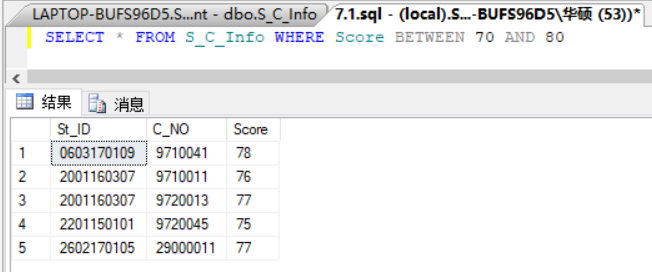 LAPTOP-BUFS96D5.S...nt - dbo.S_C_Info 7.1.sql - (local).S...-BUFS96D5\华硕 (53))*
SELECT * FROM S_C_Info WHERE Score BETWEEN 70 AND 80
结果 消息
St_ID C_NO Score
1 0603170109 9710041 78
2 2001160307 9710011 76
3 2001160307 9720013 77
4 2201150101 9720045 75
5 2602170105 29000011 77